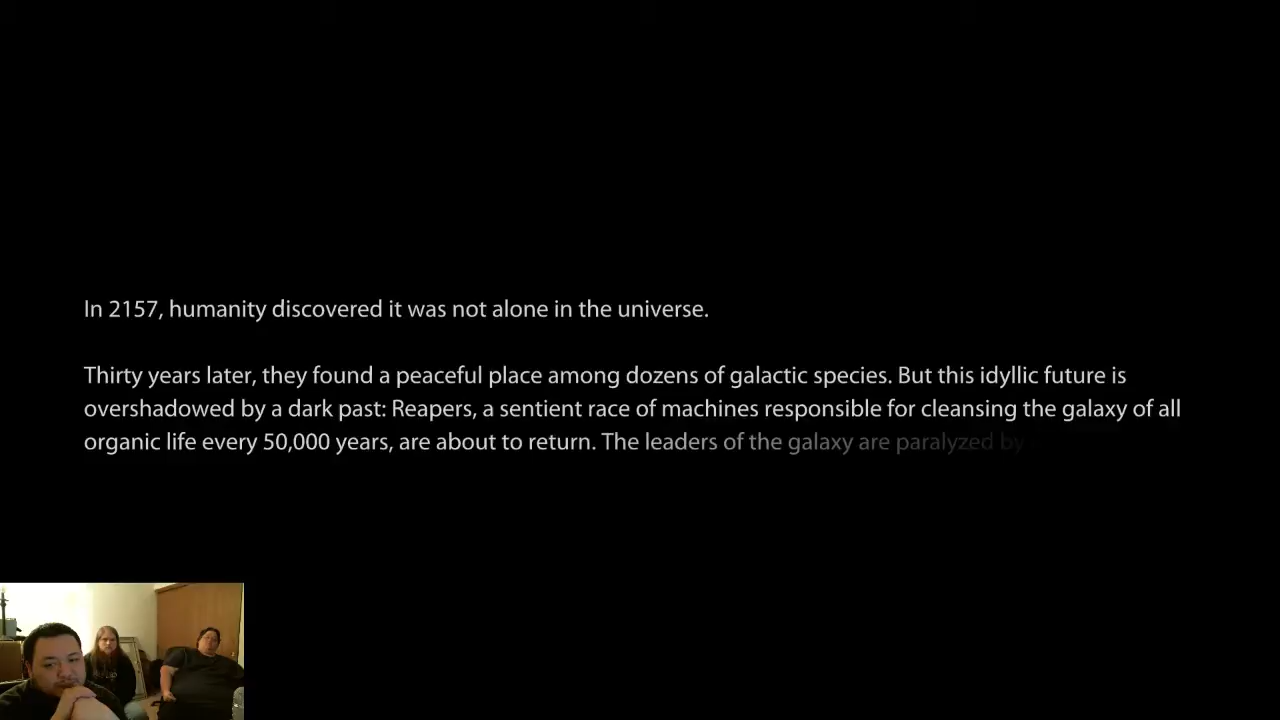 In 2157, humanity discovered it was not alone in the universe.
Thirty years later, they found a peaceful place among dozens of galactic species. But this idyllic future is
overshadowed by a dark past: Reapers, a sentient race of machines responsible for cleansing the galaxy of all
organic life every 50,000 years, are about to return. The leaders of the galaxy are paralyzed by